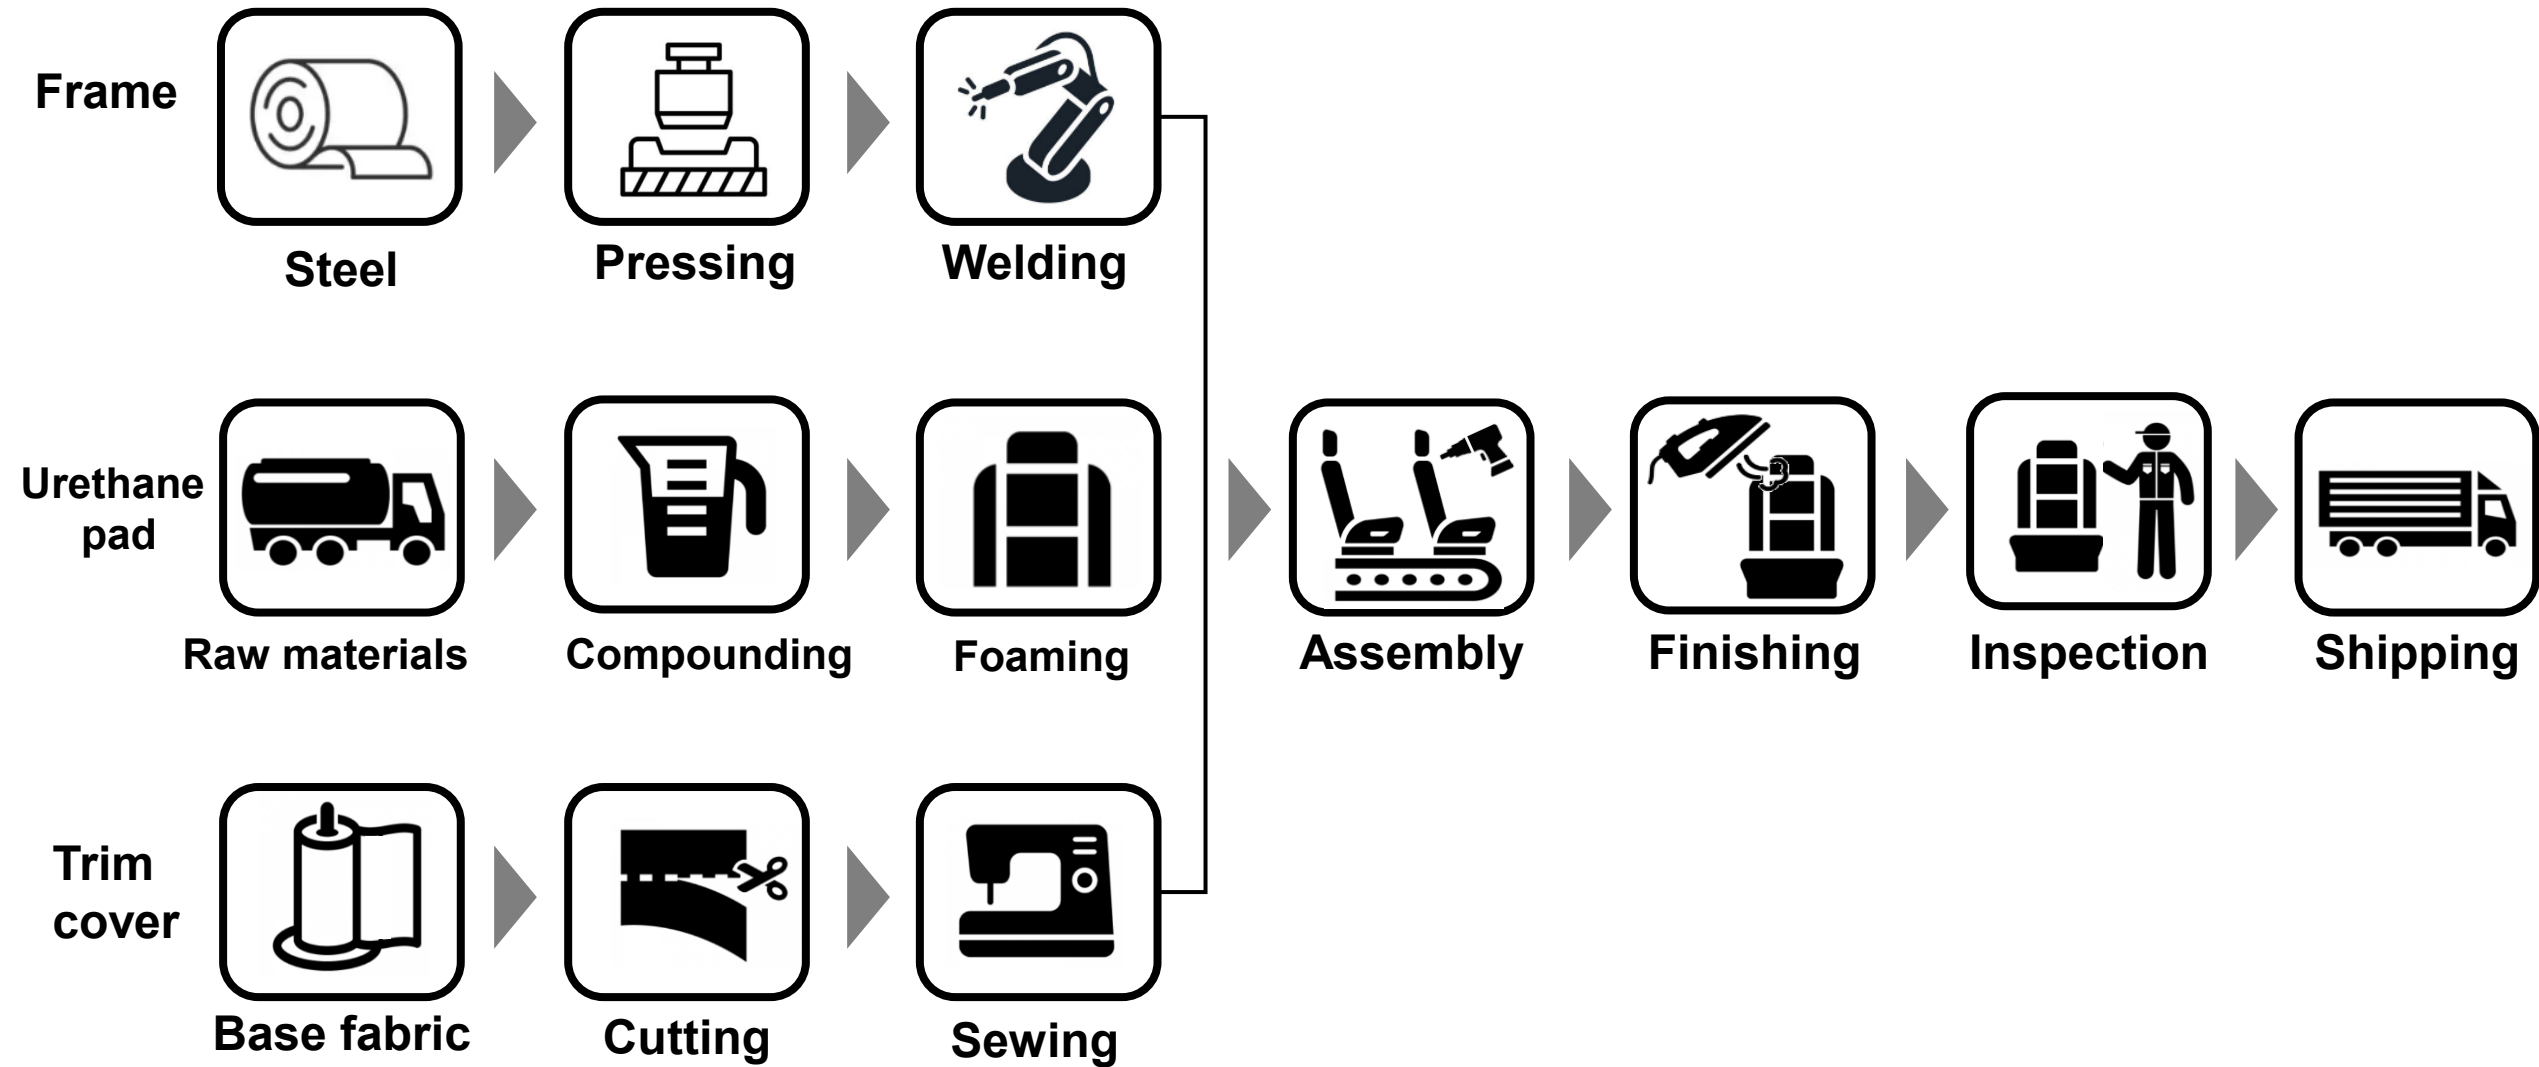 Frame
Steel
Pressing
Welding
Urethane
pad
Raw materials
Compounding
Foaming
Assembly
Finishing
Inspection
Shipping
Trim
cover
Base fabric
Cutting
Sewing